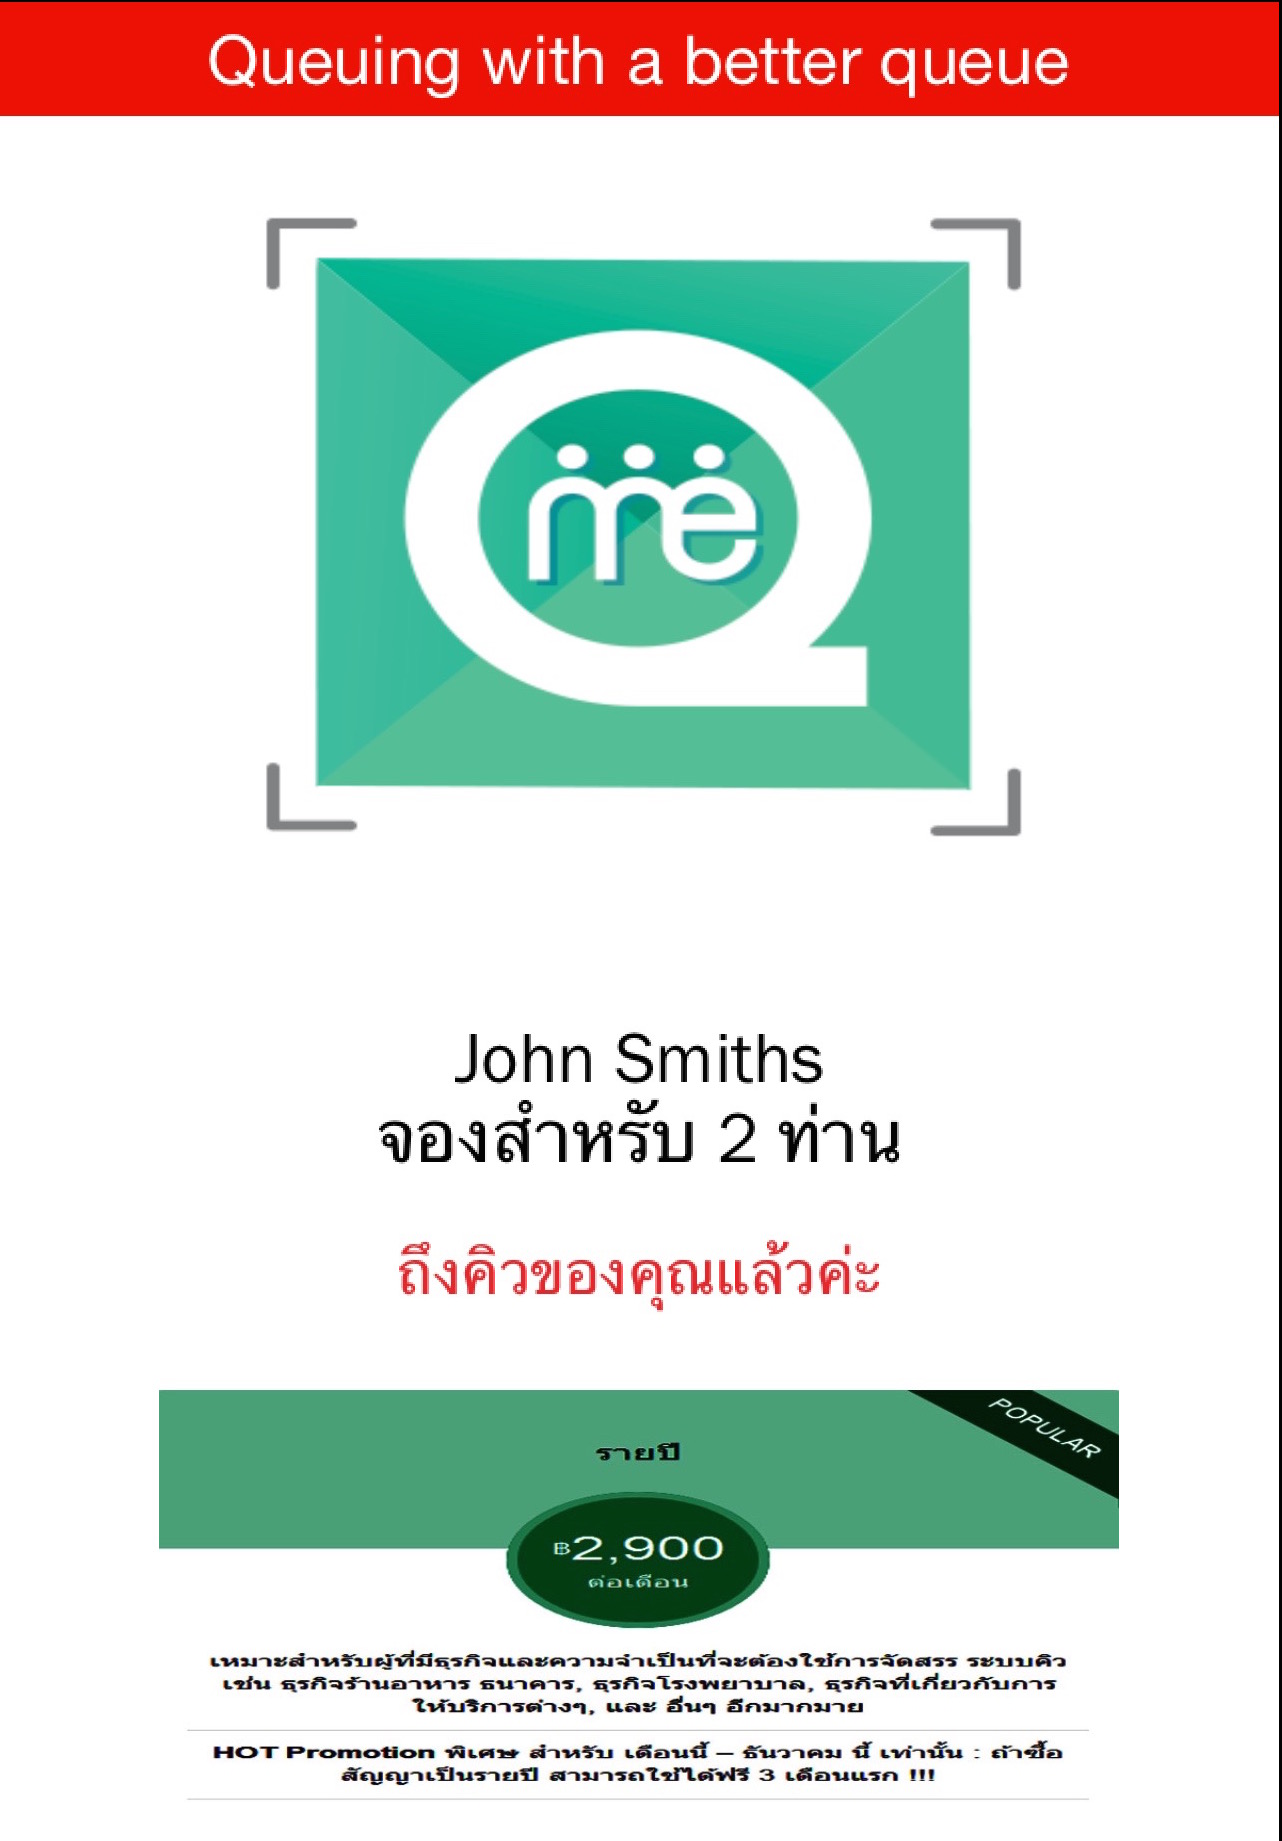 Queuing with a better queue
Q
me
John Smiths
จองสำหรับ 2 ท่าน
ถึงคิวของคุณแล้วค่ะ
POPULAR
รายปี
฿2,900
ต่อเดือน
เหมาะสำหรับผู้ที่มีธุรกิจและความจำเป็นที่จะต้องใช้การจัดสรร ระบบคิว
เช่น ธุรกิจร้านอาหาร ธนาคาร, ธุรกิจโรงพยาบาล, ธุรกิจที่เกี่ยวกับการ
ให้บริการต่างๆ, และ อื่นๆ อีกมากมาย
HOT Promotion พิเศษ สำหรับ เดือนนี้ – ธันวาคม นี้ เท่านั้น : ถ้าซื้อ
สัญญาเป็นรายปี สามารถใช้ได้ฟรี 3 เดือนแรก !!!